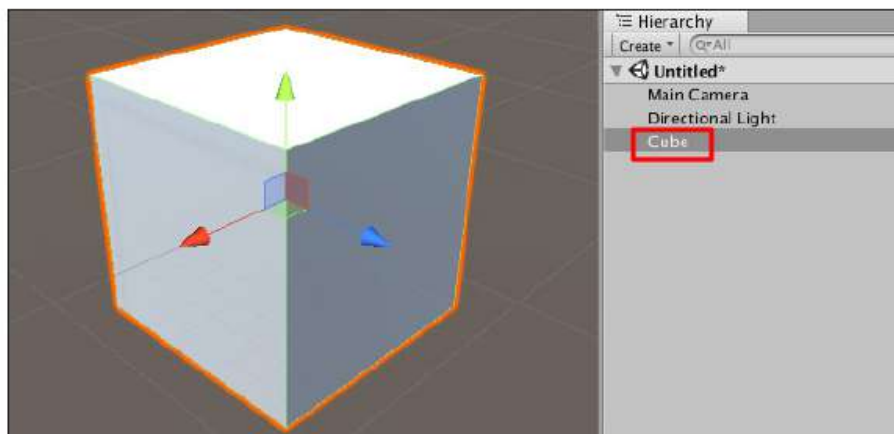 Hierarchy
Create
All
Untitled*
Main Camera
Directional Light
Cube